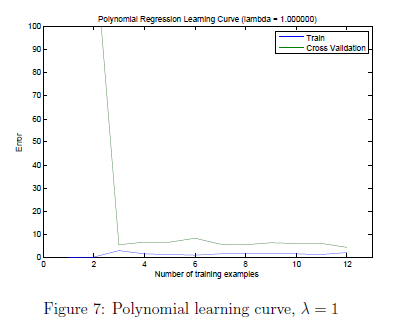 Polynomial Regression Learning Curve (lambda = 1.000000)
100
90
80
70
60
50
40
30
20
10
0
Error
Train
Cross Validation
0 2 4 6 8 10 12
Number of training examples
Figure 7: Polynomial learning curve, λ = 1